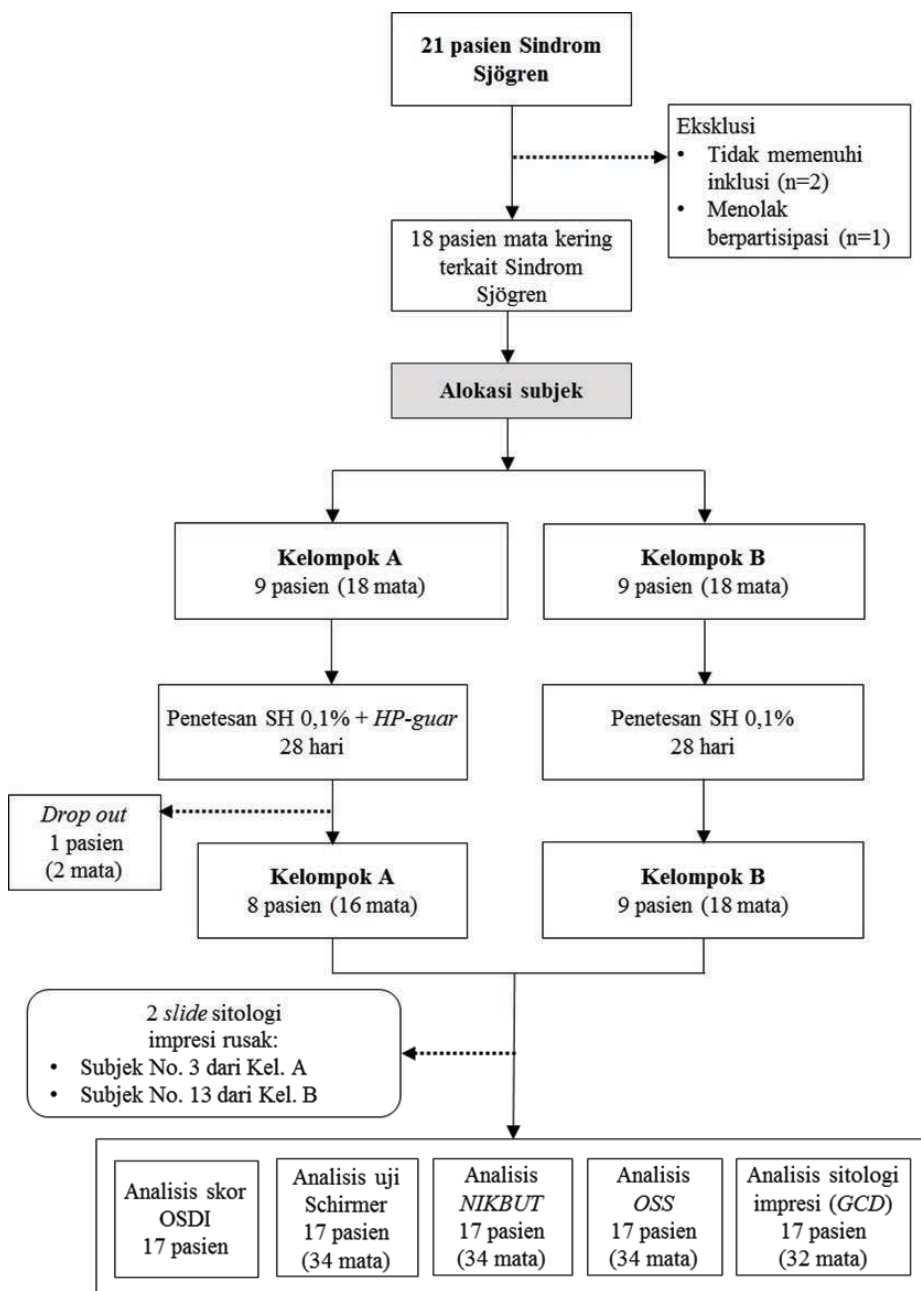 21 pasien Sindrom
Sjögren
Eksklusi
• Tidak memenuhi
inklusi (n=2)
• Menolak
berpartisipasi (n=1)
18 pasien mata kering
terkait Sindrom
Sjögren
Alokasi subjek
Kelompok A
9 pasien (18 mata)
Kelompok B
9 pasien (18 mata)
Penetesan SH 0,1% + HP-guar
28 hari
Penetesan SH 0,1%
28 hari
Drop out
1 pasien
(2 mata)
Kelompok A
8 pasien (16 mata)
Kelompok B
9 pasien (18 mata)
2 slide sitologi
impresi rusak:
• Subjek No. 3 dari Kel. A
• Subjek No. 13 dari Kel. B
Analisis skor
OSDI
17 pasien
Analisis uji
Schirmer
17 pasien
(34 mata)
Analisis
NIKBUT
17 pasien
(34 mata)
Analisis
OSS
17 pasien
(34 mata)
Analisis sitologi
impresi (GCD)
17 pasien
(32 mata)